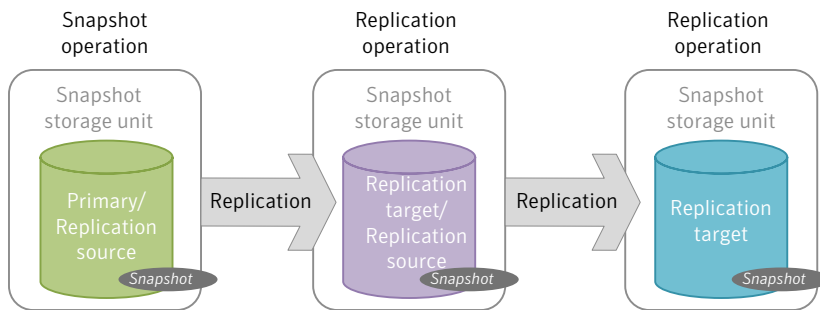 Snapshot
operation
Replication
operation
Replication
operation
Snapshot
storage unit
Snapshot
storage unit
Snapshot
storage unit
Primary/
Replication
source
Replication
Replication
target/
Replication
source
Replication
Replication
target
Snapshot
Snapshot
Snapshot